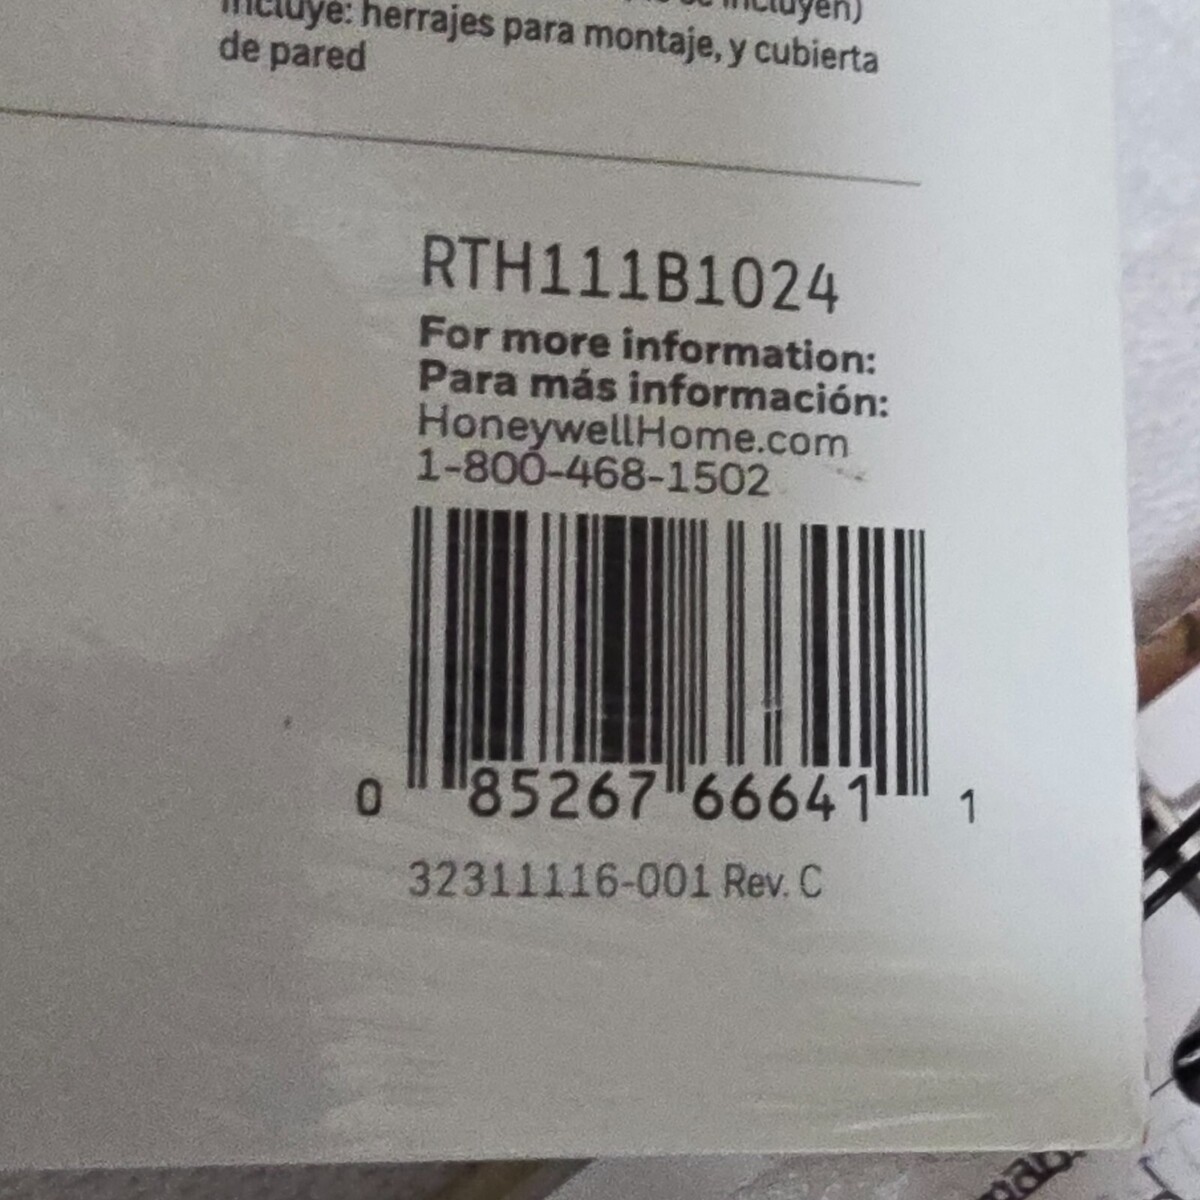 incluyen)
Incluye: herrajes para montaje, y cubierta
de pared
RTH111B1024
For more information:
Para más información:
HoneywellHome.com
1-800-468-1502
0 85267 66641 1
32311116-001 Rev. C